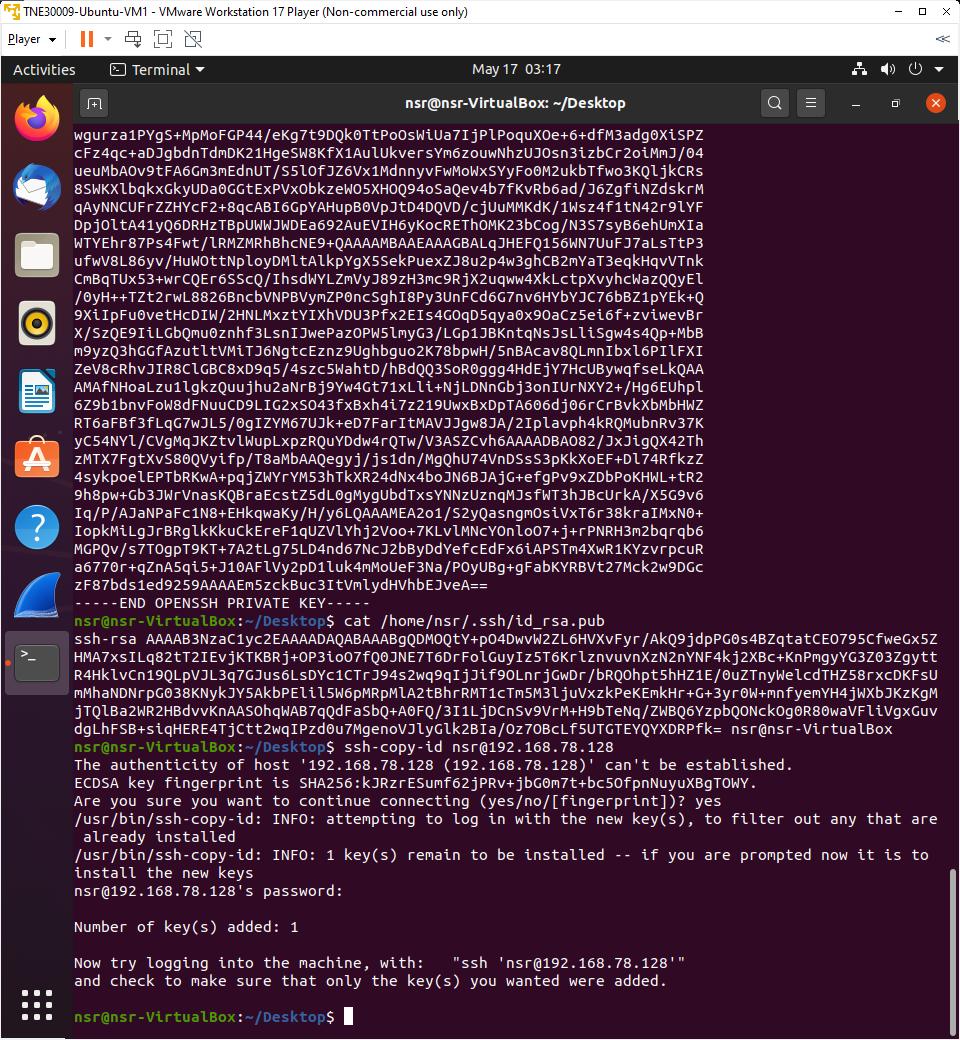 TNE30009-Ubuntu-VM1 - VMware Workstation 17 Player (Non-commercial use only)
Player
Activities
Terminal
May 17 03:17
nsr@nsr-VirtualBox: ~/Desktop
wgurza1PYgS+MpMoFGP44/eKg7t9DQk0TtPoOsWiUa7IjPlPoquXOe+6+dfM3adg0XiSPZ
cFz4qc+aDJgbdnTdmDK21HgeSW8KfX1AulUkversYm6zouwNhzUJOsn3izbCr2oiMmJ/04
ueuMbAOv9tFA6Gm3mEdnUT/S5lOfJZ6Vx1MdnnyvFwMoWxSYyFo0M2ukbTfwo3KQljkCRs
8SWKXlbqkxGkyUDa0GGtExPVxObkzeWO5XHOQ94oSaQev4b7fKvRb6ad/J6ZgfiNZdskrM
qAyNNCUFrZZHYcF2+8qcABI6GpYAHupB0VpJtD4DQVD/cjUuMMKdK/1Wsz4f1tN42r9lYF
DpjOltA41yQ6DRHzTBpUWWJWDEa692AuEVIH6yKocREThOMK23bCog/N3S7syB6ehUmXIa
WTYEhr87Ps4Fwt/lRMZMRhBhcNE9+QAAAAMBAAEAAAGBALqJHEFQ156WN7UuFJ7aLsTtP3
ufwV8L86yv/HuWOttNployDMltAlkpYgX5SekPuexZJ8u2p4w3ghCB2mYaT3eqkHqvVTnk
CmBqTUx53+wrCQEr6SScQ/IhsdWYLZmVyJ89zH3mc9RjX2uqww4XkLctpXvyhcWazQQyEl
/0yH++TZt2rwL8826BncbVNPBVymZP0ncSghI8Py3UnFCd6G7nv6HYbYJC76bBZ1pYEk+Q
9XiIpFu0vetHcDIW/2HNLMxztYIXhVDU3Pfx2EIs4GOqD5qya0x9OaCz5ei6f+zviwevBr
X/SzQE9IiLGbQmu0znhf3LsnIJwePazOPW5lmyG3/LGp1JBKntqNsJsLliSgw4s4Qp+MbB
m9yzQ3hGGfAzutltVMiTJ6NgtcEznz9Ughbguo2K78bpwH/5nBAcav8QLmnIbxl6PIlFXI
ZeV8cRhvJIR8ClGBC8xD9q5/4szc5WahtD/hBdQQ3SoR0ggg4HdEjY7HcUBywqfseLkQAA
AMAfNHoaLzu1lgkzQuujhu2aNrBj9Yw4Gt71xLli+NjLDNnGbj3onIUrNXY2+/Hg6EUhpl
6Z9b1bnvFoW8dFNuuCD9LIG2xSO43fxBxh4i7z219UwxBxDpTA606dj06rCrBvkXbMbHWZ
RT6aFBf3fLqG7wJL5/0gIZYM67UJk+eD7FarItMAVJJgw8JA/2Iplavph4kRQMubnRv37K
yC54NYl/CVgMqJKZtvlWupLxpzRQuYDdw4rQTw/V3ASZCvh6AAAADBAO82/JxJigQX42Th
zMTX7FgtXvS80QVyifp/T8aMbAAQegyj/js1dn/MgQhU74VnDSsS3pKkXoEF+Dl74RfkzZ
4sykpoelEPTbRKwA+pqjZWYrYM53hTkXR24dNx4boJN6BJAjG+efgPv9xZDbPoKHWL+tR2
9h8pw+Gb3JWrVnasKQBraEcstZ5dL0gMygUbdTxsYNNzUznqMJsfWT3hJBcUrkA/X5G9v6
Iq/P/AJaNPaFc1N8+EHkqwaKy/H/y6LQAAAMEA2o1/S2yQasngmOsiVxT6r38kraIMxN0+
IopkMiLgJrBRglkKkuCkEreF1qUZVlYhj2Voo+7KLvlMNcYOnloO7+j+rPNRH3m2bqrqb6
MGPQv/s7TOgpT9KT+7A2tLg75LD4nd67NcJ2bByDdYefcEdFx6iAPSTm4XwR1KYzvrpcuR
a6770r+qZnA5qi5+J10AFlVy2pD1luk4mMoUeF3Na/POyUBg+gFabKYRBVt27Mck2w9DGc
zF87bds1ed9259AAAAEm5zckBuc3ItVmlydHVhbEJveA==
-----END OPENSSH PRIVATE KEY-----
nsr@nsr-VirtualBox:~/Desktop$ cat /home/nsr/.ssh/id_rsa.pub
ssh-rsa AAAAB3NzaC1yc2EAAAADAQABAAABgQDMOQtY+pO4DwvW2ZL6HVXvFyr/AkQ9jdpPG0s4BZqtatCEO795CfweGx5Z
HMA7xsILq82tT2IEvjKTKBRj+OP3ioO7fQ0JNE7T6DrFolGuyIz5T6KrlznvuvnXzN2nYNF4kj2XBc+KnPmgyYG3Z03Zgytt
R4HklvCn19QLpVJL3q7GJus6LsDYc1CTrJ94s2wq9qIjJif9OLnrjGwDr/bRQOhpt5hHZ1E/0uZTnyWelcdTHZ58rxcDKFsU
mMhaNDNrpG038KNykJY5AkbPElil5W6pMRpMlA2tBhrRMT1cTm5M3ljuVxzkPeKEmkHr+G+3yr0W+mnfyemYH4jWXbJKzKgM
jTQlBa2WR2HBdvvKnAASOhqWAB7qQdFaSbQ+A0FQ/3I1LjDCnSv9VrM+H9bTeNq/ZWBQ6YzpbQONckOg0R80waVFliVgxGuv
dgLhFSB+siqHERE4TjCtt2wqIPzd0u7MgenoVJlyGlk2BIa/Oz7OBcLf5UTGTEYQYXDRPfk= nsr@nsr-VirtualBox
nsr@nsr-VirtualBox:~/Desktop$ ssh-copy-id nsr@192.168.78.128
The authenticity of host '192.168.78.128 (192.168.78.128)' can't be established.
ECDSA key fingerprint is SHA256:kJRzrESumf62jPRv+jbG0m7t+bc5OfpnNuyuXBgTOWY.
Are you sure you want to continue connecting (yes/no/[fingerprint])? yes
/usr/bin/ssh-copy-id: INFO: attempting to log in with the new key(s), to filter out any that are
 already installed
/usr/bin/ssh-copy-id: INFO: 1 key(s) remain to be installed -- if you are prompted now it is to
install the new keys
nsr@192.168.78.128's password:
Number of key(s) added: 1
Now try logging into the machine, with:   "ssh 'nsr@192.168.78.128'"
and check to make sure that only the key(s) you wanted were added.
nsr@nsr-VirtualBox:~/Desktop$